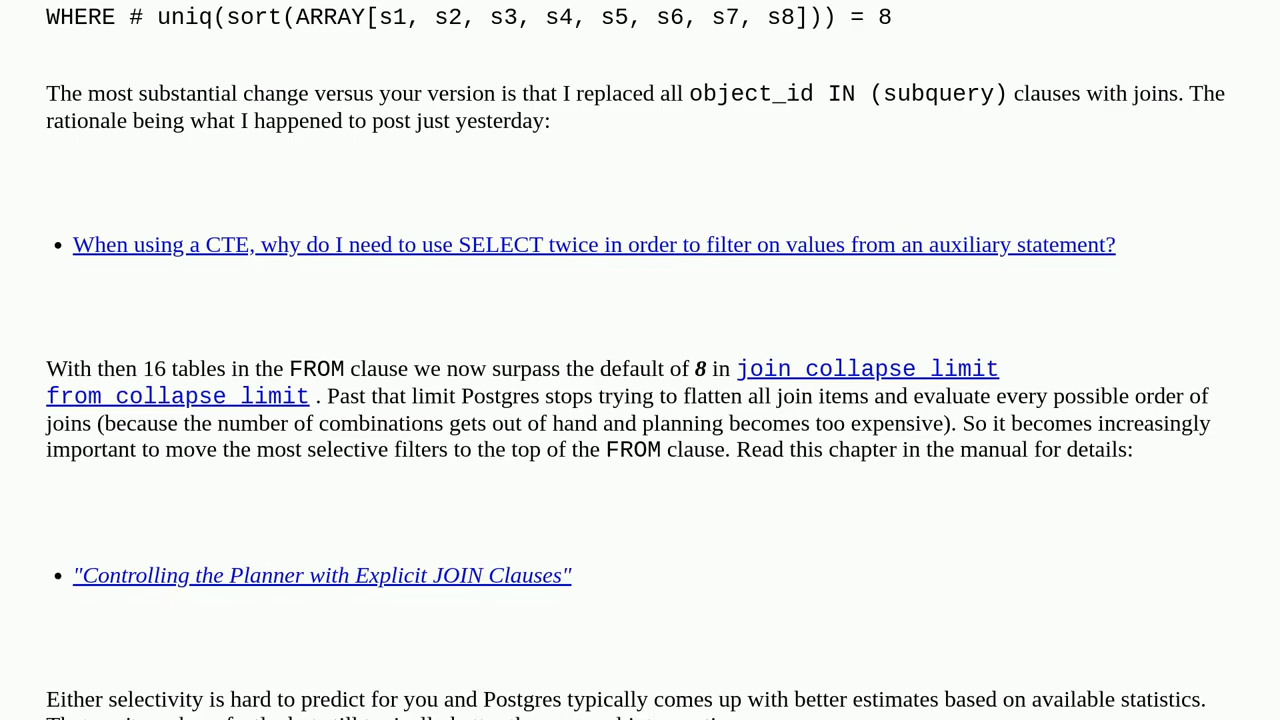 WHERE # uniq(sort(ARRAY[s1, s2, s3, s4, s5, s6, s7, s8])) = 8
The most substantial change versus your version is that I replaced all object_id IN (subquery) clauses with joins. The
rationale being what I happened to post just yesterday:
• When using a CTE, why do I need to use SELECT twice in order to filter on values from an auxiliary statement?
With then 16 tables in the FROM clause we now surpass the default of 8 in join_collapse_limit
from_collapse_limit . Past that limit Postgres stops trying to flatten all join items and evaluate every possible order of
joins (because the number of combinations gets out of hand and planning becomes too expensive). So it becomes increasingly
important to move the most selective filters to the top of the FROM clause. Read this chapter in the manual for details:
• "Controlling the Planner with Explicit JOIN Clauses"
Either selectivity is hard to predict for you and Postgres typically comes up with better estimates based on available statistics.